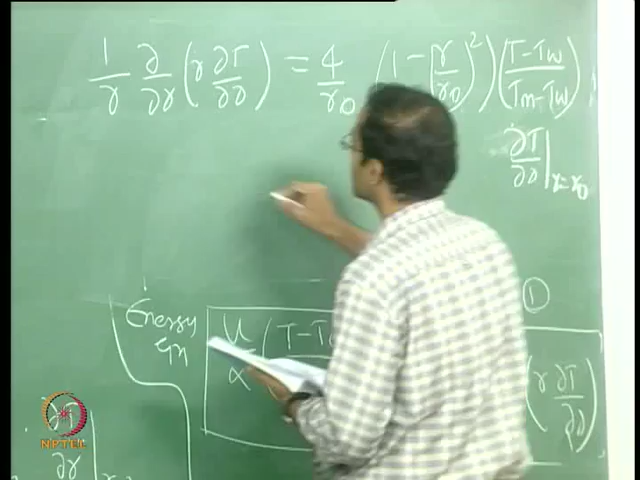 1/r ∂/∂r (r ∂T/∂r) = 4/r₀ (1 − (r/r₀)²) ((T − Tw)/(Tm − Tw))
∂T/∂r |r=r₀
①
Energy
Eqn
u/α (T − T
(r ∂T/∂r)
∂T
∂r
NPTEL